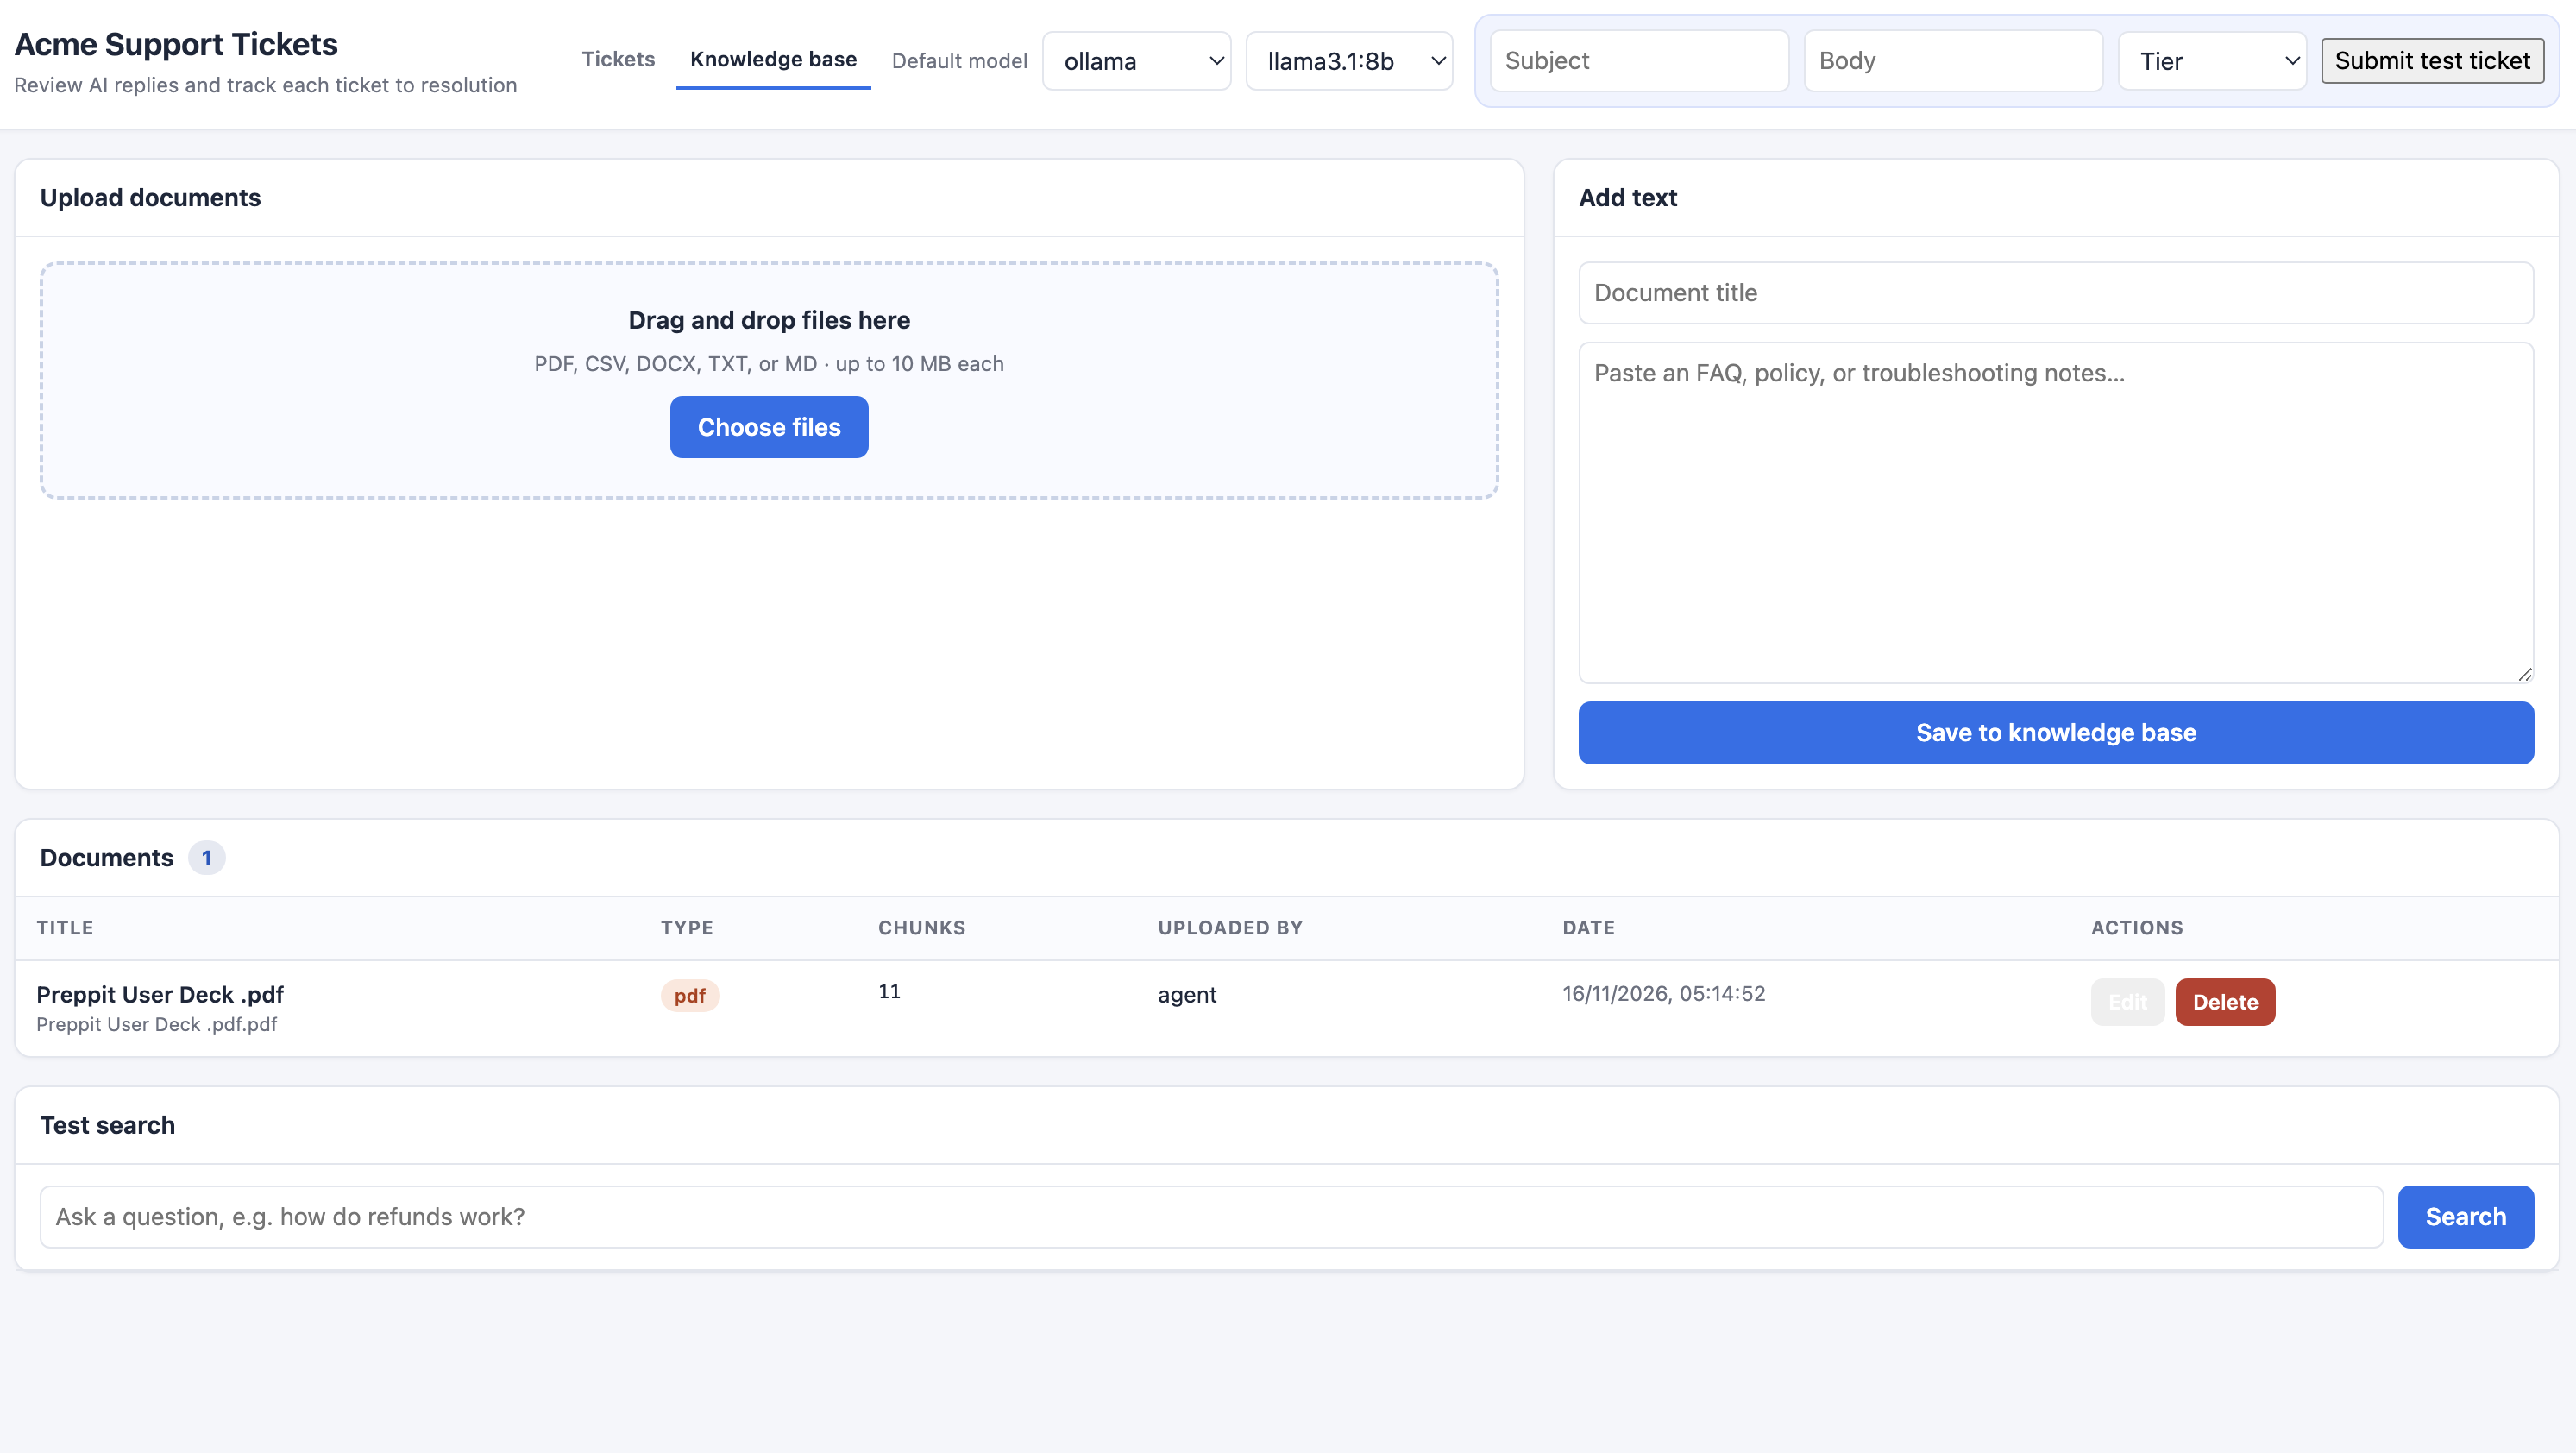 Acme Support Tickets
Review AI replies and track each ticket to resolution
Tickets
Knowledge base
Default model
ollama
llama3.1:8b
Subject
Body
Tier
Submit test ticket
Upload documents
Drag and drop files here
PDF, CSV, DOCX, TXT, or MD · up to 10 MB each
Choose files
Add text
Document title
Paste an FAQ, policy, or troubleshooting notes...
Save to knowledge base
Documents 1
TITLE TYPE CHUNKS UPLOADED BY DATE ACTIONS
Preppit User Deck .pdf pdf 11 agent 16/11/2026, 05:14:52 Edit Delete
Preppit User Deck .pdf.pdf
Test search
Ask a question, e.g. how do refunds work?
Search